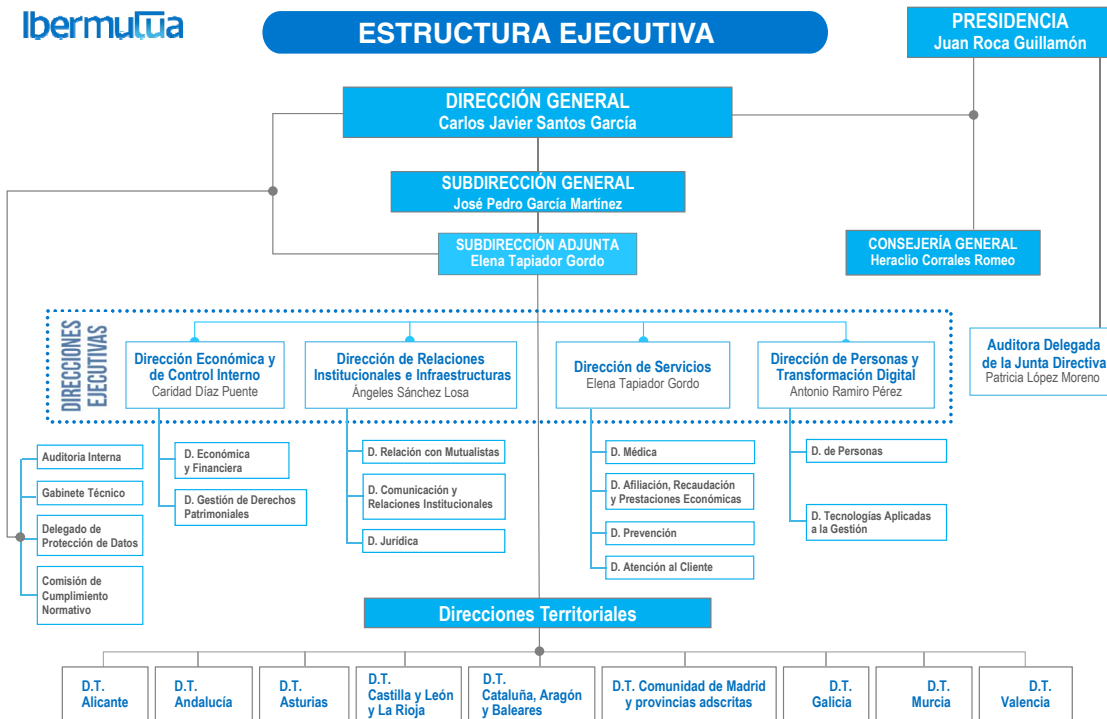 Ibermutua
ESTRUCTURA EJECUTIVA
PRESIDENCIA
Juan Roca Guillamón
DIRECCIÓN GENERAL
Carlos Javier Santos García
SUBDIRECCIÓN GENERAL
José Pedro García Martínez
SUBDIRECCIÓN ADJUNTA
Elena Tapiador Gordo
CONSEJERÍA GENERAL
Heraclio Corrales Romeo
DIRECCIONES
EJECUTIVAS
Dirección Económica y
de Control Interno
Caridad Díaz Puente
Dirección de Relaciones
Institucionales e Infraestructuras
Ángeles Sánchez Losa
Dirección de Servicios
Elena Tapiador Gordo
Dirección de Personas y
Transformación Digital
Antonio Ramiro Pérez
Auditora Delegada
de la Junta Directiva
Patricia López Moreno
Auditoria Interna
Gabinete Técnico
Delegado de
Protección de Datos
Comisión de
Cumplimiento
Normativo
D. Económica
y Financiera
D. Gestión de Derechos
Patrimoniales
D. Relación con Mutualistas
D. Comunicación y
Relaciones Institucionales
D. Jurídica
D. Médica
D. Afiliación, Recaudación
y Prestaciones Económicas
D. Prevención
D. Atención al Cliente
D. de Personas
D. Tecnologías Aplicadas
a la Gestión
Direcciones Territoriales
D.T.
Alicante
D.T.
Andalucía
D.T.
Asturias
D.T.
Castilla y León
y La Rioja
D.T.
Cataluña, Aragón
y Baleares
D.T. Comunidad de Madrid
y provincias adscritas
D.T.
Galicia
D.T.
Murcia
D.T.
Valencia